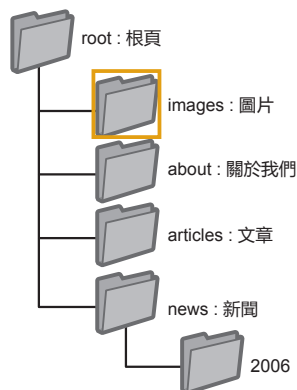 root : 根頁
images : 圖片
about : 關於我們
articles : 文章
news : 新聞
2006